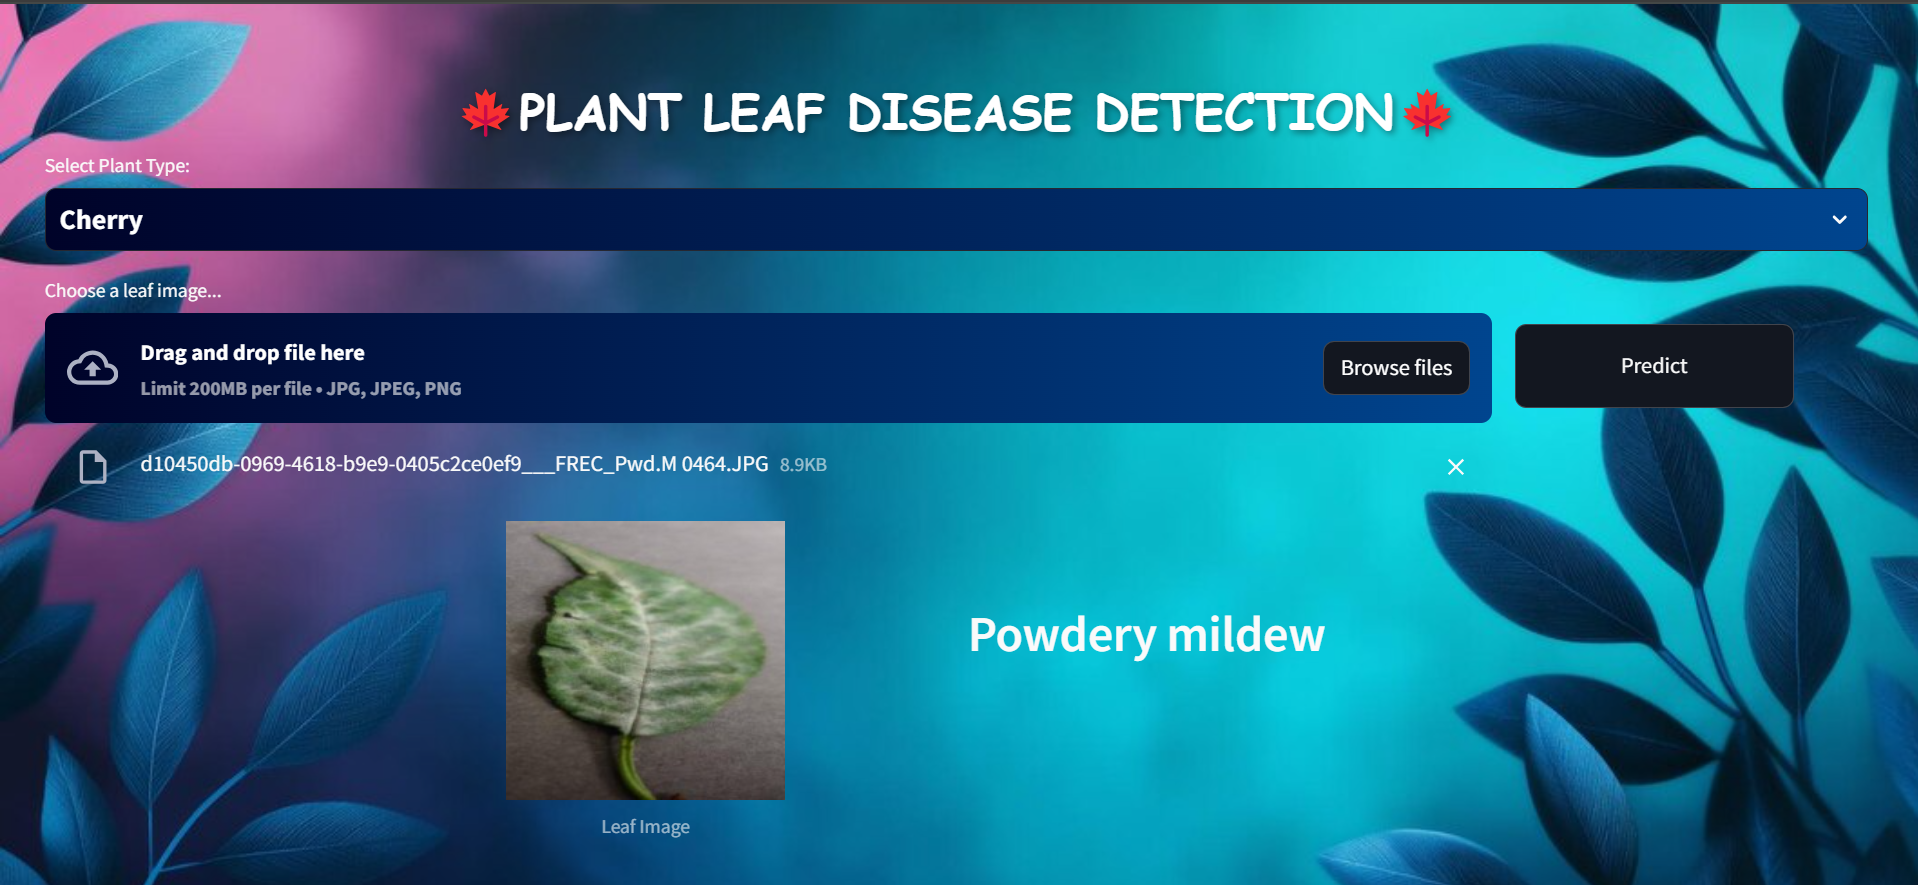 🍁PLANT LEAF DISEASE DETECTION🍁
Select Plant Type:
Cherry
Choose a leaf image...
Drag and drop file here
Limit 200MB per file • JPG, JPEG, PNG
Browse files
Predict
d10450db-0969-4618-b9e9-0405c2ce0ef9___FREC_Pwd.M 0464.JPG 8.9KB
Powdery mildew
Leaf Image